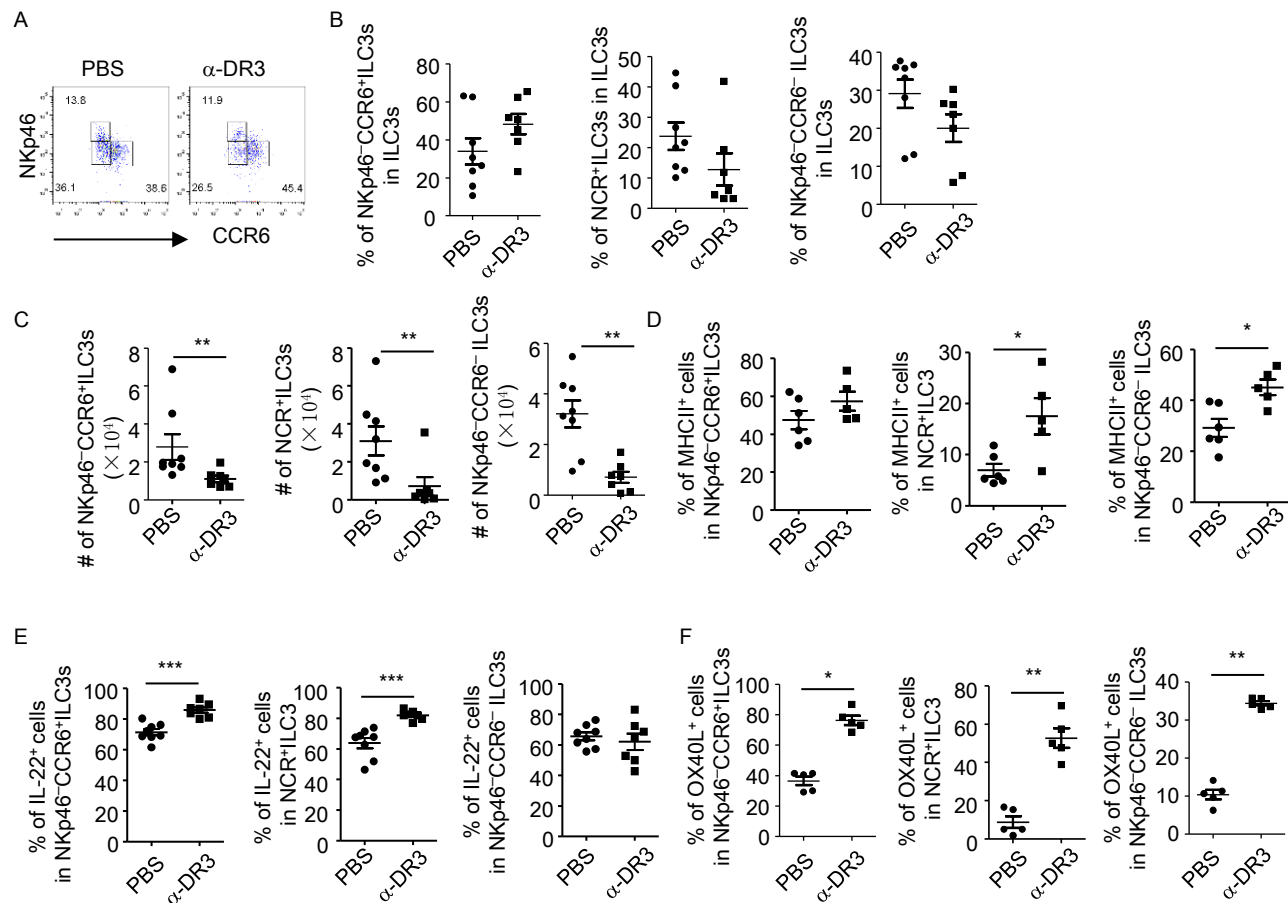 A
PBS
α-DR3
13.8
36.1
38.6
11.9
26.5
45.4
NKp46
CCR6
B
% of NKp46⁻CCR6⁺ILC3s
in ILC3s
80
60
40
20
0
PBS
α-DR3
% of NCR⁺ILC3s in ILC3s
50
40
30
20
10
0
PBS
α-DR3
% of NKp46⁻CCR6⁻ ILC3s
in ILC3s
40
30
20
10
0
PBS
α-DR3
C
# of NKp46⁻CCR6⁺ILC3s
(×10⁴)
8
6
4
2
0
**
PBS
α-DR3
# of NCR⁺ILC3s
(×10⁴)
8
6
4
2
0
**
PBS
α-DR3
# of NKp46⁻CCR6⁻ ILC3s
(×10⁴)
6
4
2
0
**
PBS
α-DR3
D
% of MHCII⁺ cells
in NKp46⁻CCR6⁺ILC3s
80
60
40
20
0
PBS
α-DR3
% of MHCII⁺ cells
in NCR⁺ILC3
30
20
10
0
*
PBS
α-DR3
% of MHCII⁺ cells
in NKp46⁻CCR6⁻ ILC3s
60
40
20
0
*
PBS
α-DR3
E
% of IL-22⁺ cells
in NKp46⁻CCR6⁺ILC3s
100
80
60
40
20
0
***
PBS
α-DR3
% of IL-22⁺ cells
in NCR⁺ILC3
100
80
60
40
20
0
***
PBS
α-DR3
% of IL-22⁺ cells
in NKp46⁻CCR6⁻ ILC3s
100
80
60
40
20
0
PBS
α-DR3
F
% of OX40L⁺ cells
in NKp46⁻CCR6⁺ILC3s
100
80
60
40
20
0
*
PBS
α-DR3
% of OX40L⁺ cells
in NCR⁺ILC3
80
60
40
20
0
**
PBS
α-DR3
% of OX40L⁺ cells
in NKp46⁻CCR6⁻ ILC3s
40
30
20
10
0
**
PBS
α-DR3